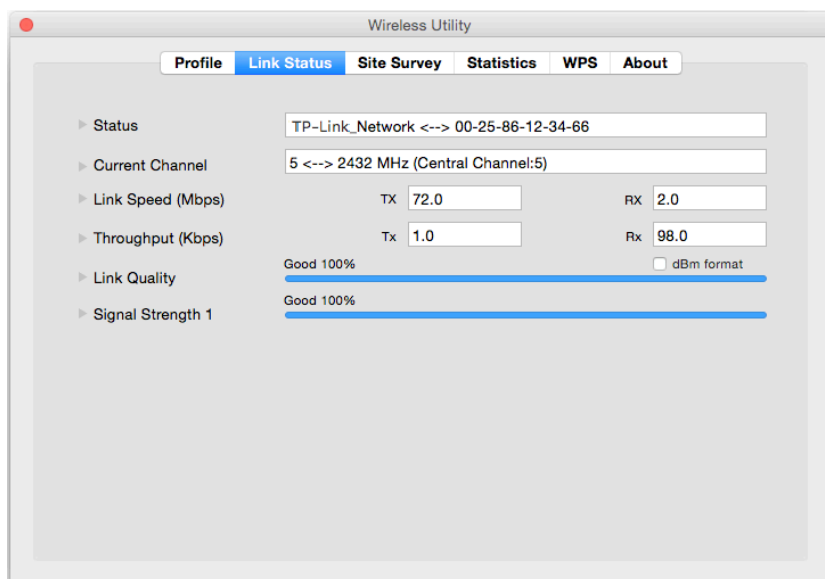 Wireless Utility
Profile Link Status Site Survey Statistics WPS About
Status TP-Link_Network <--> 00-25-86-12-34-66
Current Channel 5 <--> 2432 MHz (Central Channel:5)
Link Speed (Mbps) TX 72.0 RX 2.0
Throughput (Kbps) Tx 1.0 Rx 98.0
Good 100% dBm format
Link Quality
Good 100%
Signal Strength 1